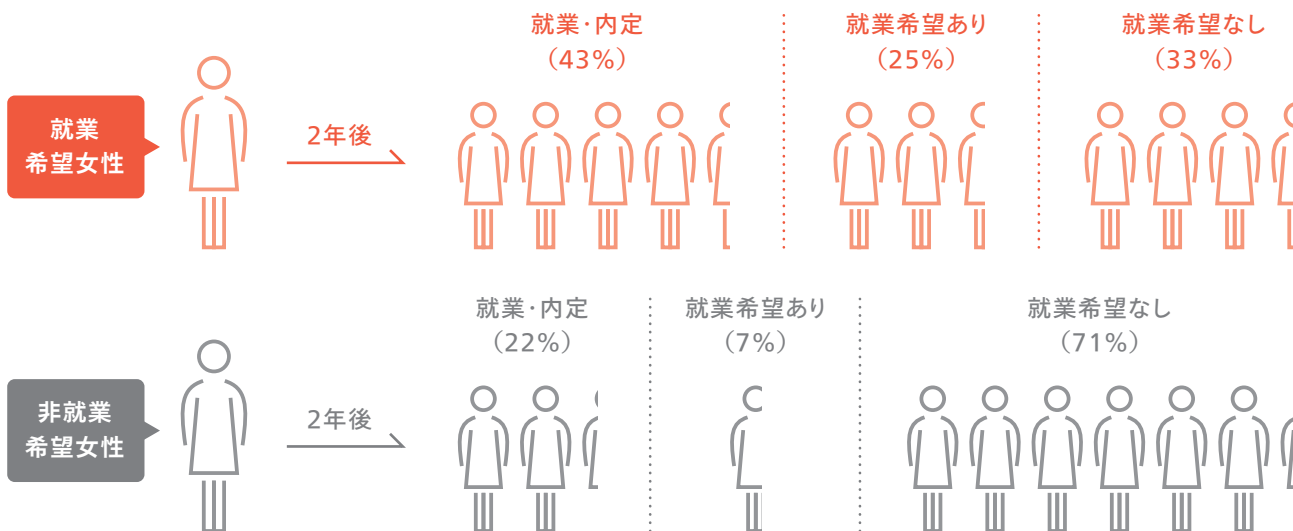 就業・内定
(43%)
就業希望あり
(25%)
就業希望なし
(33%)
就業
希望女性
2年後
就業・内定
(22%)
就業希望あり
(7%)
就業希望なし
(71%)
非就業
希望女性
2年後